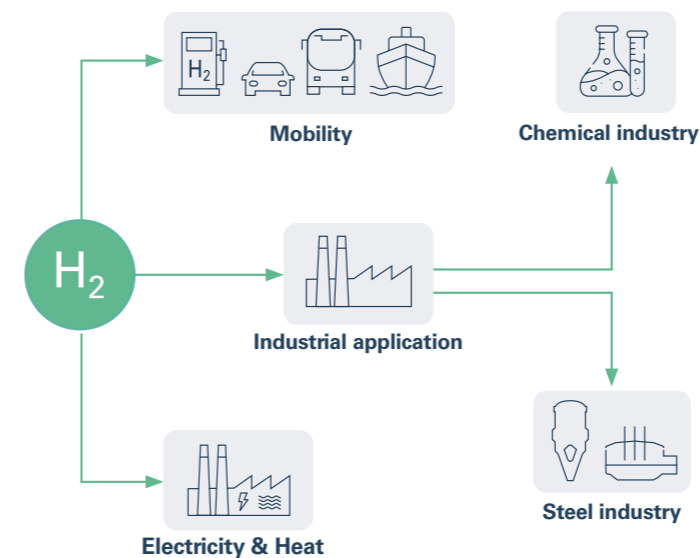 H₂
Mobility
Chemical industry
H₂
Industrial application
Steel industry
Electricity & Heat